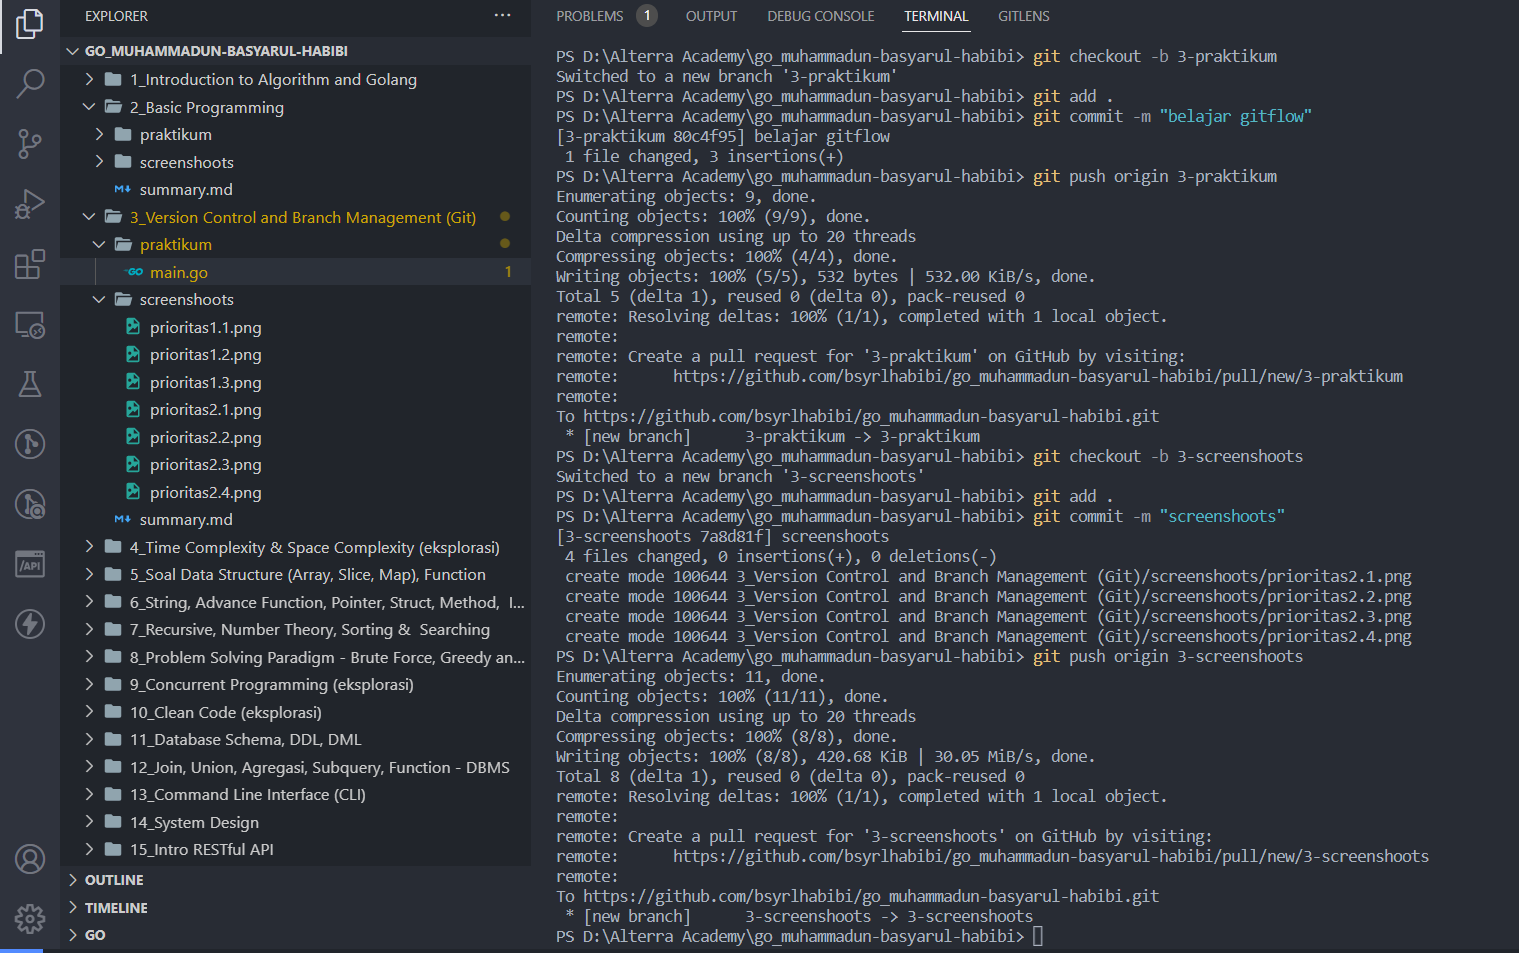 EXPLORER
GO_MUHAMMADUN-BASYARUL-HABIBI
1_Introduction to Algorithm and Golang
2_Basic Programming
praktikum
screenshoots
summary.md
3_Version Control and Branch Management (Git)
praktikum
GO main.go 1
screenshoots
prioritas1.1.png
prioritas1.2.png
prioritas1.3.png
prioritas2.1.png
prioritas2.2.png
prioritas2.3.png
prioritas2.4.png
summary.md
4_Time Complexity & Space Complexity (eksplorasi)
5_Soal Data Structure (Array, Slice, Map), Function
6_String, Advance Function, Pointer, Struct, Method, I...
7_Recursive, Number Theory, Sorting & Searching
8_Problem Solving Paradigm - Brute Force, Greedy an...
9_Concurrent Programming (eksplorasi)
10_Clean Code (eksplorasi)
11_Database Schema, DDL, DML
12_Join, Union, Agregasi, Subquery, Function - DBMS
13_Command Line Interface (CLI)
14_System Design
15_Intro RESTful API
OUTLINE
TIMELINE
GO
/API
PROBLEMS 1 OUTPUT DEBUG CONSOLE TERMINAL GITLENS
PS D:\Alterra Academy\go_muhammadun-basyarul-habibi> git checkout -b 3-praktikum
Switched to a new branch '3-praktikum'
PS D:\Alterra Academy\go_muhammadun-basyarul-habibi> git add .
PS D:\Alterra Academy\go_muhammadun-basyarul-habibi> git commit -m "belajar gitflow"
[3-praktikum 80c4f95] belajar gitflow
1 file changed, 3 insertions(+)
PS D:\Alterra Academy\go_muhammadun-basyarul-habibi> git push origin 3-praktikum
Enumerating objects: 9, done.
Counting objects: 100% (9/9), done.
Delta compression using up to 20 threads
Compressing objects: 100% (4/4), done.
Writing objects: 100% (5/5), 532 bytes | 532.00 KiB/s, done.
Total 5 (delta 1), reused 0 (delta 0), pack-reused 0
remote: Resolving deltas: 100% (1/1), completed with 1 local object.
remote:
remote: Create a pull request for '3-praktikum' on GitHub by visiting:
remote:      https://github.com/bsyrlhabibi/go_muhammadun-basyarul-habibi/pull/new/3-praktikum
remote:
To https://github.com/bsyrlhabibi/go_muhammadun-basyarul-habibi.git
* [new branch]      3-praktikum -> 3-praktikum
PS D:\Alterra Academy\go_muhammadun-basyarul-habibi> git checkout -b 3-screenshoots
Switched to a new branch '3-screenshoots'
PS D:\Alterra Academy\go_muhammadun-basyarul-habibi> git add .
PS D:\Alterra Academy\go_muhammadun-basyarul-habibi> git commit -m "screenshoots"
[3-screenshoots 7a8d81f] screenshoots
4 files changed, 0 insertions(+), 0 deletions(-)
create mode 100644 3_Version Control and Branch Management (Git)/screenshoots/prioritas2.1.png
create mode 100644 3_Version Control and Branch Management (Git)/screenshoots/prioritas2.2.png
create mode 100644 3_Version Control and Branch Management (Git)/screenshoots/prioritas2.3.png
create mode 100644 3_Version Control and Branch Management (Git)/screenshoots/prioritas2.4.png
PS D:\Alterra Academy\go_muhammadun-basyarul-habibi> git push origin 3-screenshoots
Enumerating objects: 11, done.
Counting objects: 100% (11/11), done.
Delta compression using up to 20 threads
Compressing objects: 100% (8/8), done.
Writing objects: 100% (8/8), 420.68 KiB | 30.05 MiB/s, done.
Total 8 (delta 1), reused 0 (delta 0), pack-reused 0
remote: Resolving deltas: 100% (1/1), completed with 1 local object.
remote:
remote: Create a pull request for '3-screenshoots' on GitHub by visiting:
remote:      https://github.com/bsyrlhabibi/go_muhammadun-basyarul-habibi/pull/new/3-screenshoots
remote:
To https://github.com/bsyrlhabibi/go_muhammadun-basyarul-habibi.git
* [new branch]      3-screenshoots -> 3-screenshoots
PS D:\Alterra Academy\go_muhammadun-basyarul-habibi>